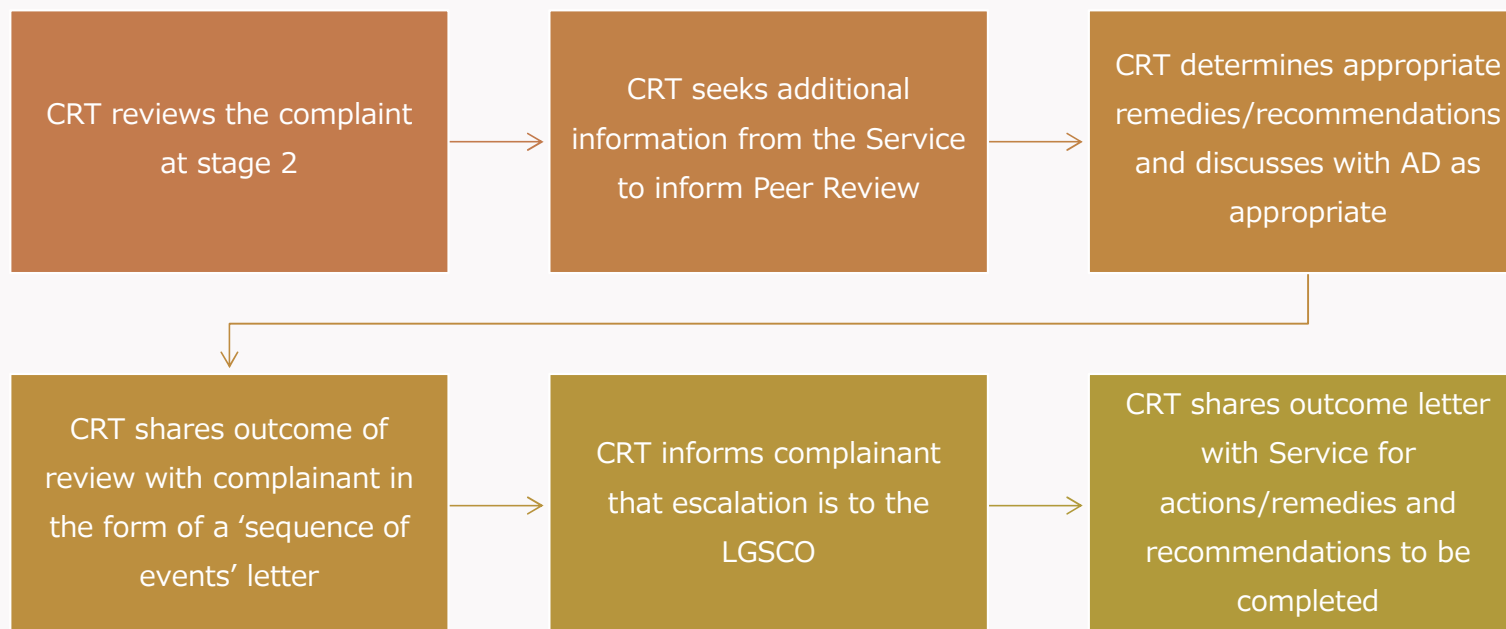 CRT reviews the complaint
at stage 2
CRT seeks additional
information from the Service
to inform Peer Review
CRT determines appropriate
remedies/recommendations
and discusses with AD as
appropriate
CRT shares outcome of
review with complainant in
the form of a ‘sequence of
events’ letter
CRT informs complainant
that escalation is to the
LGSCO
CRT shares outcome letter
with Service for
actions/remedies and
recommendations to be
completed